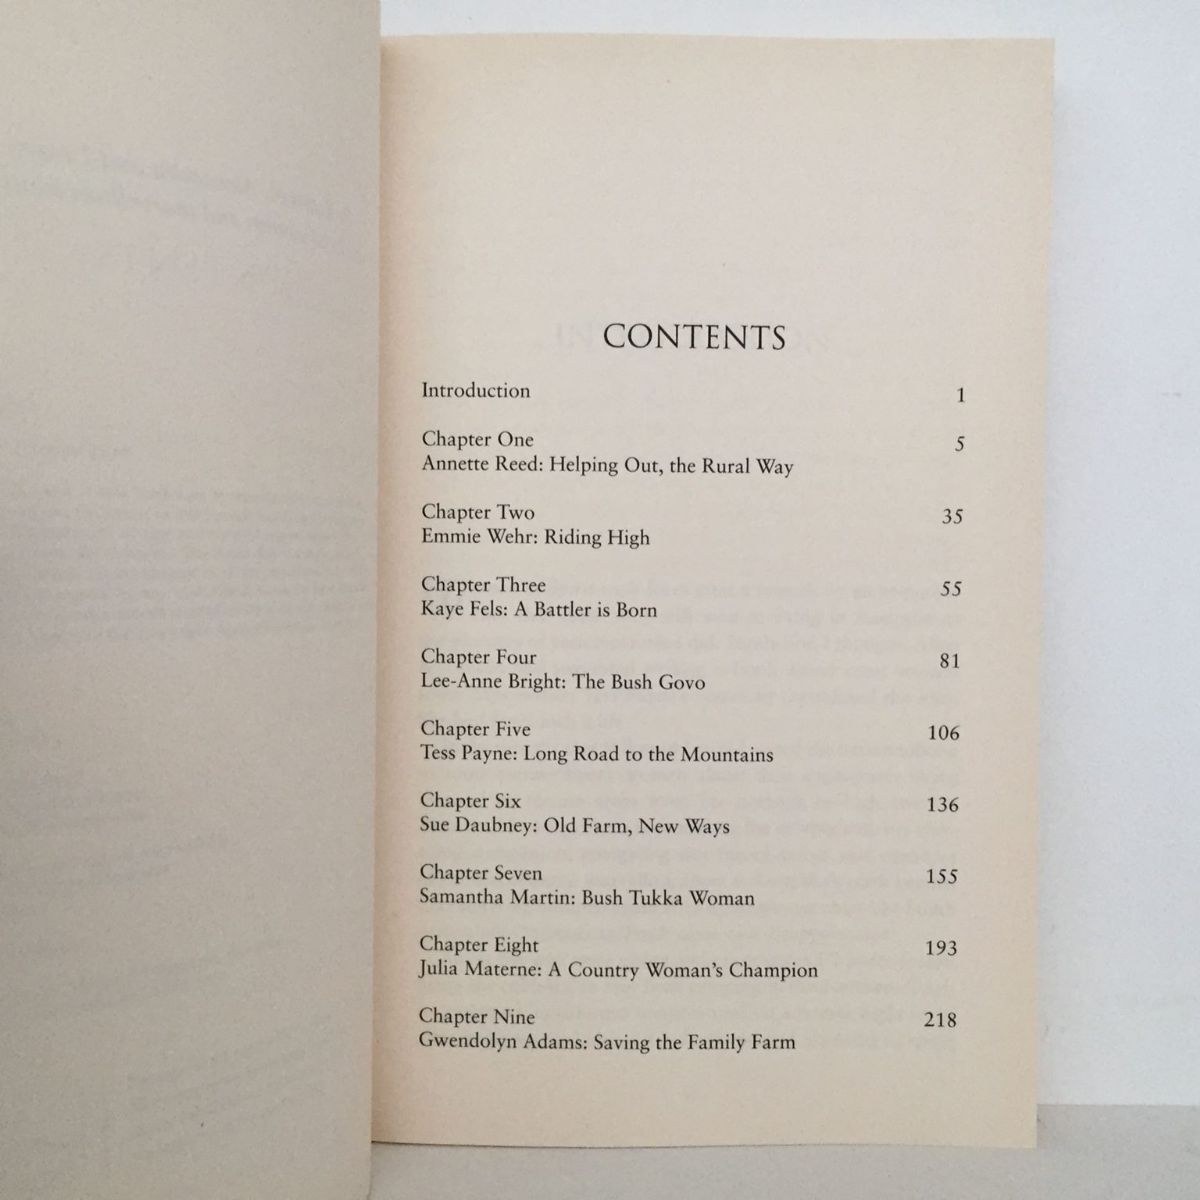 CONTENTS
Introduction 1
Chapter One 5
Annette Reed: Helping Out, the Rural Way
Chapter Two 35
Emmie Wehr: Riding High
Chapter Three 55
Kaye Fels: A Battler is Born
Chapter Four 81
Lee-Anne Bright: The Bush Govo
Chapter Five 106
Tess Payne: Long Road to the Mountains
Chapter Six 136
Sue Daubney: Old Farm, New Ways
Chapter Seven 155
Samantha Martin: Bush Tukka Woman
Chapter Eight 193
Julia Materne: A Country Woman's Champion
Chapter Nine 218
Gwendolyn Adams: Saving the Family Farm